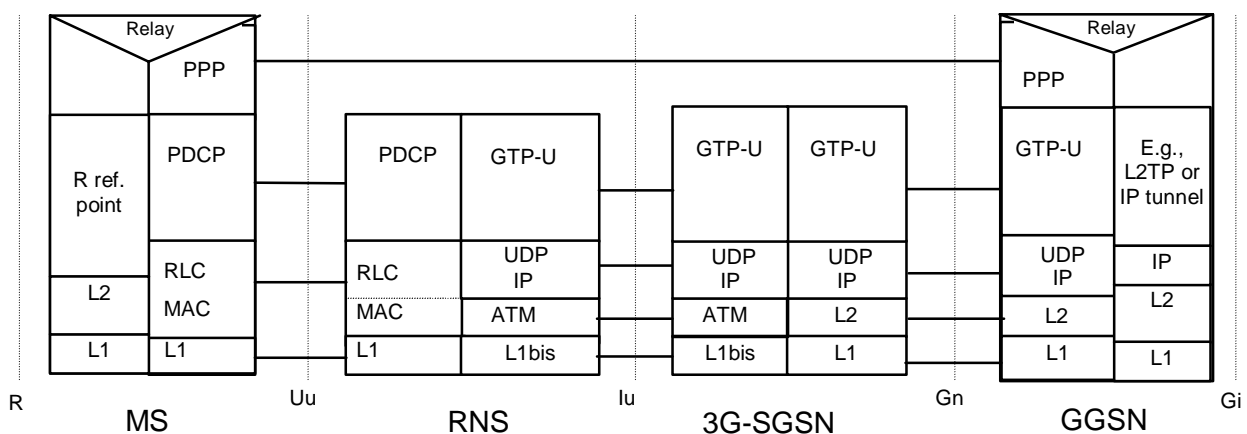 Relay
Relay
PPP
PPP
PDCP
PDCP
GTP-U
GTP-U
GTP-U
GTP-U
E.g.,
L2TP or
IP tunnel
R ref.
point
RLC
RLC
UDP
IP
UDP
IP
UDP
IP
UDP
IP
IP
L2
MAC
MAC
ATM
ATM
L2
L2
L2
L1
L1
L1
L1bis
L1bis
L1
L1
L1
R
Uu
Iu
Gn
Gi
MS
RNS
3G-SGSN
GGSN